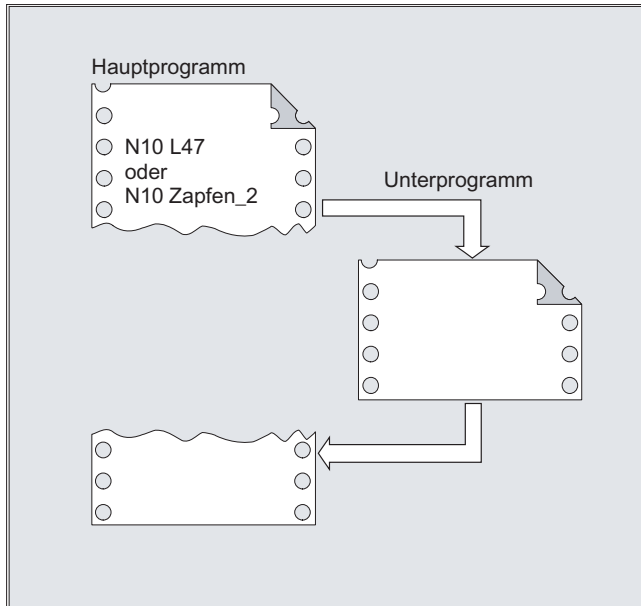 Hauptprogramm
N10 L47
oder
N10 Zapfen_2
Unterprogramm